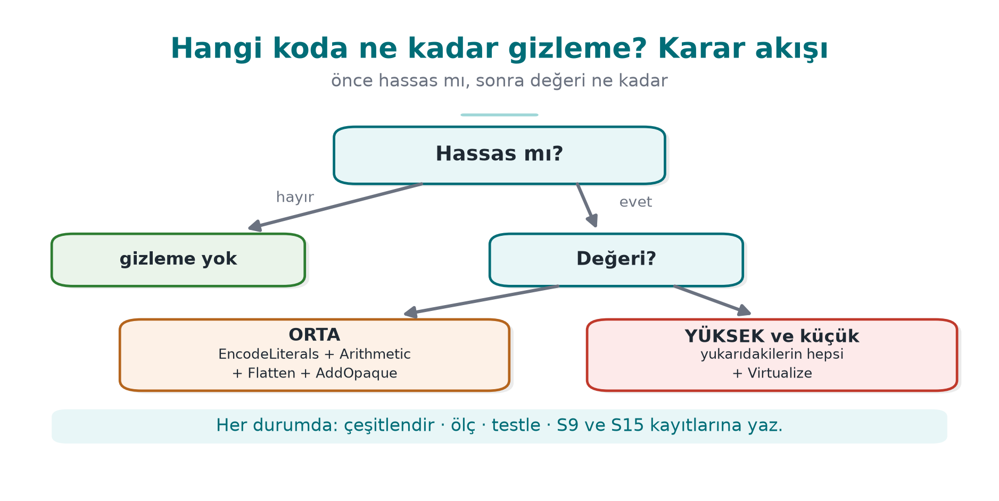 Hangi koda ne kadar gizleme? Karar akışı
önce hassas mı, sonra değeri ne kadar
Hassas mı?
hayır
evet
gizleme yok
Değeri?
ORTA
EncodeLiterals + Arithmetic
+ Flatten + AddOpaque
YÜKSEK ve küçük
yukarıdakilerin hepsi
+ Virtualize
Her durumda: çeşitlendir · ölç · testle · S9 ve S15 kayıtlarına yaz.